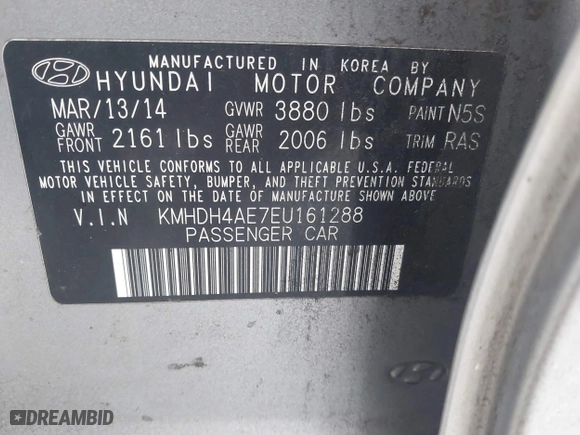 MANUFACTURED IN KOREA BY
HYUNDAI MOTOR COMPANY
MAR/13/14 GVWR 3880 lbs PAINT N5S
GAWR FRONT 2161 lbs GAWR REAR 2006 lbs TRIM RAS
THIS VEHICLE CONFORMS TO ALL APPLICABLE U.S.A. FEDERAL
MOTOR VEHICLE SAFETY, BUMPER, AND THEFT PREVENTION STANDARDS
IN EFFECT ON THE DATE OF MANUFACTURE SHOWN ABOVE.
V.I.N KMHDH4AE7EU161288
PASSENGER CAR
DREAMBID